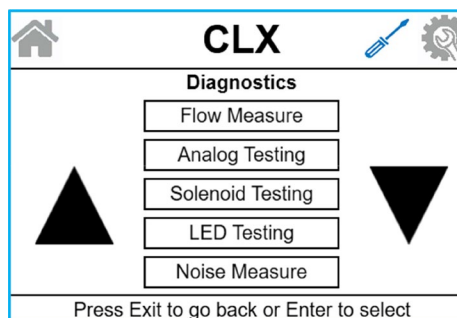 CLX
Diagnostics
Flow Measure
Analog Testing
Solenoid Testing
LED Testing
Noise Measure
Press Exit to go back or Enter to select